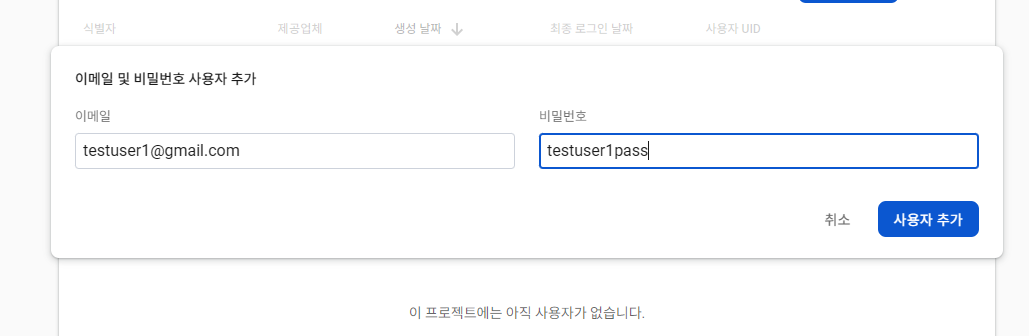 식별자 제공업체 생성 날짜 ↓ 최종 로그인 날짜 사용자 UID
이메일 및 비밀번호 사용자 추가
이메일 비밀번호
testuser1@gmail.com testuser1pass
취소 사용자 추가
이 프로젝트에는 아직 사용자가 없습니다.